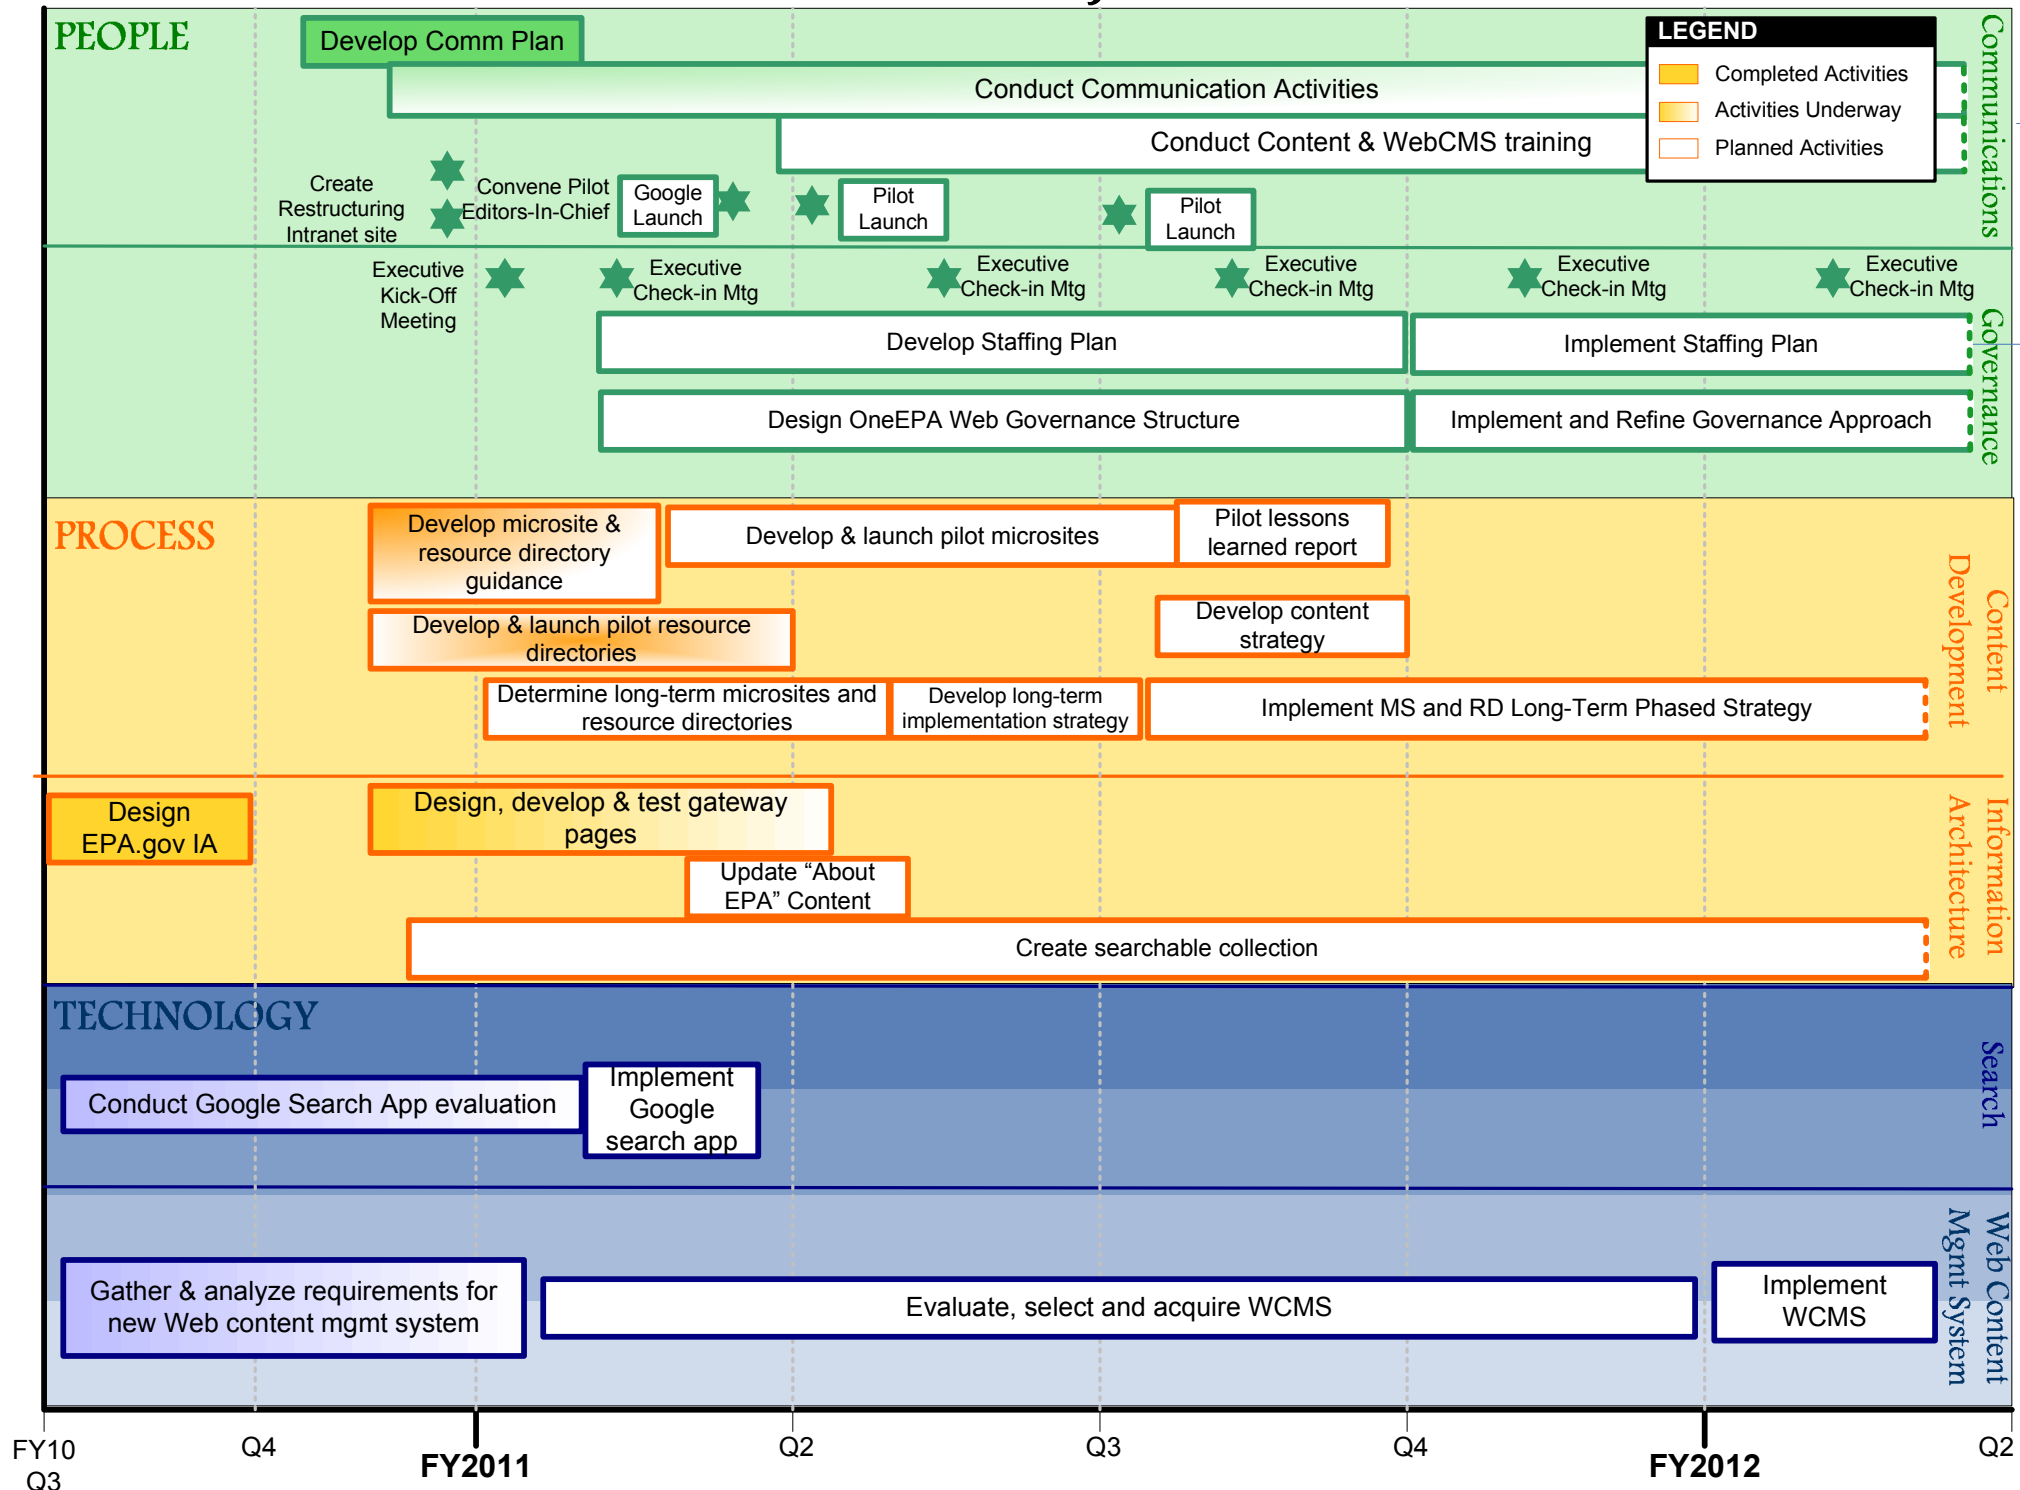 PEOPLE
Develop Comm Plan
Conduct Communication Activities
Conduct Content & WebCMS training
LEGEND
Completed Activities
Activities Underway
Planned Activities
Communications
Create
Restructuring
Intranet site
Convene Pilot
Editors-In-Chief
Google
Launch
Pilot
Launch
Pilot
Launch
Executive
Kick-Off
Meeting
Executive
Check-in Mtg
Executive
Check-in Mtg
Executive
Check-in Mtg
Executive
Check-in Mtg
Executive
Check-in Mtg
Develop Staffing Plan
Implement Staffing Plan
Design OneEPA Web Governance Structure
Implement and Refine Governance Approach
Governance
PROCESS
Develop microsite &
resource directory
guidance
Develop & launch pilot microsites
Pilot lessons
learned report
Develop & launch pilot resource
directories
Develop content
strategy
Determine long-term microsites and
resource directories
Develop long-term
implementation strategy
Implement MS and RD Long-Term Phased Strategy
Content
Development
Design
EPA.gov IA
Design, develop & test gateway
pages
Update “About
EPA” Content
Create searchable collection
Information
Architecture
TECHNOLOGY
Conduct Google Search App evaluation
Implement
Google
search app
Search
Gather & analyze requirements for
new Web content mgmt system
Evaluate, select and acquire WCMS
Implement
WCMS
Web Content
Mgmt System
FY10
Q3
Q4
FY2011
Q2
Q3
Q4
FY2012
Q2